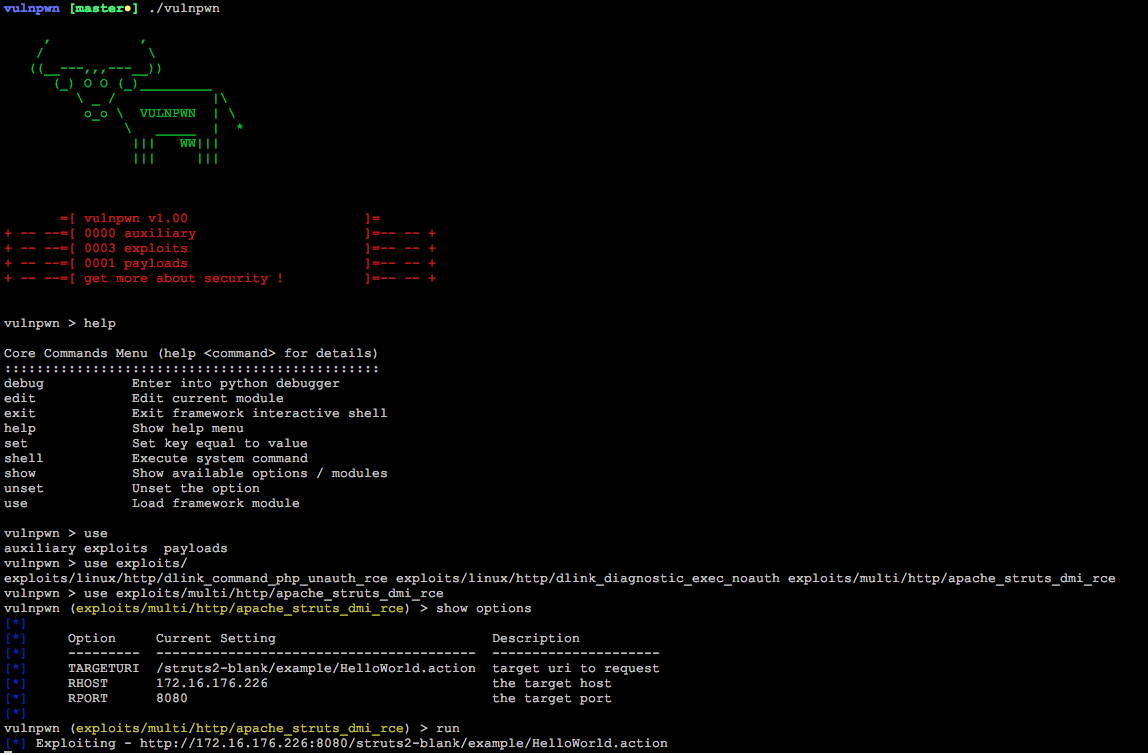 vulnpwn [master●] ./vulnpwn
   ,           ,
  /             \
 ((__---,,,---__))
    (_) O O (_)_________
       \ _ /            |\
        o_o \  VULNPWN  | \
             \   _____  |  *
              |||   WW|||
              |||     |||
=[ vulnpwn v1.00 ]=
+ -- --=[ 0000 auxiliary ]=-- -- +
+ -- --=[ 0003 exploits ]=-- -- +
+ -- --=[ 0001 payloads ]=-- -- +
+ -- --=[ get more about security ! ]=-- -- +
vulnpwn > help
Core Commands Menu (help <command> for details)
:::::::::::::::::::::::::::::::::::::::::::::::
debug           Enter into python debugger
edit            Edit current module
exit            Exit framework interactive shell
help            Show help menu
set             Set key equal to value
shell           Execute system command
show            Show available options / modules
unset           Unset the option
use             Load framework module
vulnpwn > use
auxiliary exploits  payloads
vulnpwn > use exploits/
exploits/linux/http/dlink_command_php_unauth_rce exploits/linux/http/dlink_diagnostic_exec_noauth exploits/multi/http/apache_struts_dmi_rce
vulnpwn > use exploits/multi/http/apache_struts_dmi_rce
vulnpwn (exploits/multi/http/apache_struts_dmi_rce) > show options
[*]
[*]     Option     Current Setting                           Description
[*]     ---------  ----------------------------------------  ---------------------
[*]     TARGETURI  /struts2-blank/example/HelloWorld.action  target uri to request
[*]     RHOST      172.16.176.226                            the target host
[*]     RPORT      8080                                      the target port
[*]
vulnpwn (exploits/multi/http/apache_struts_dmi_rce) > run
[*] Exploiting - http://172.16.176.226:8080/struts2-blank/example/HelloWorld.action